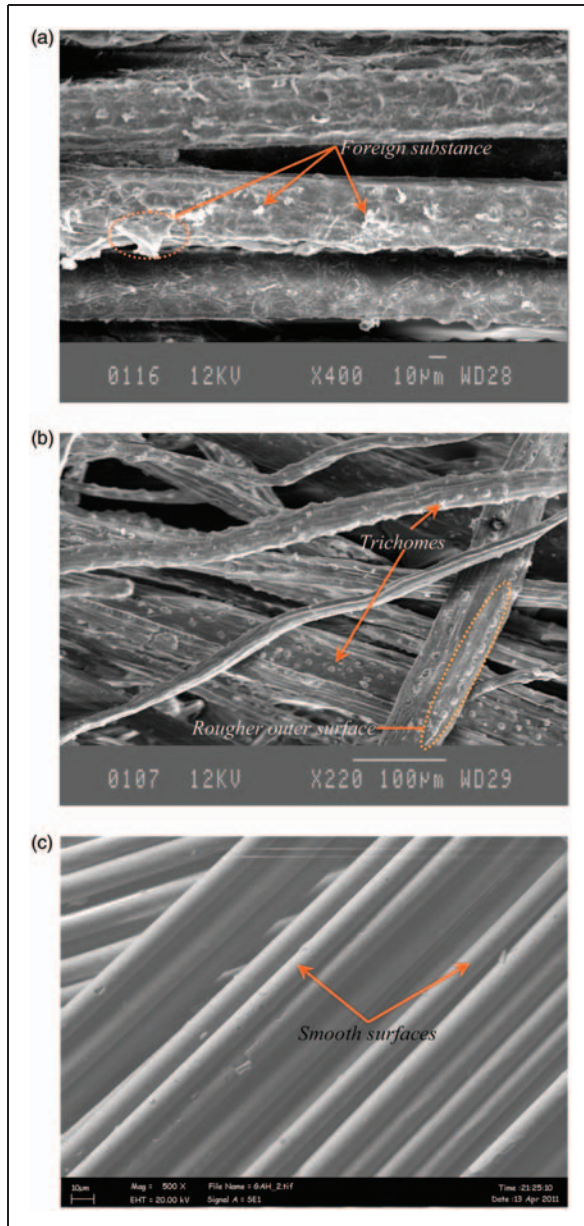 (a)
Foreign substance
0116 12KV X400 10µm WD28
(b)
Trichomes
Rougher outer surface
0107 12KV X220 100µm WD29
(c)
Smooth surfaces
10µm Mag = 500 X File Name = GAH_2.tif Time :21:25:10
EHT = 20.00 kV Signal A = SE1 Date :13 Apr 2011